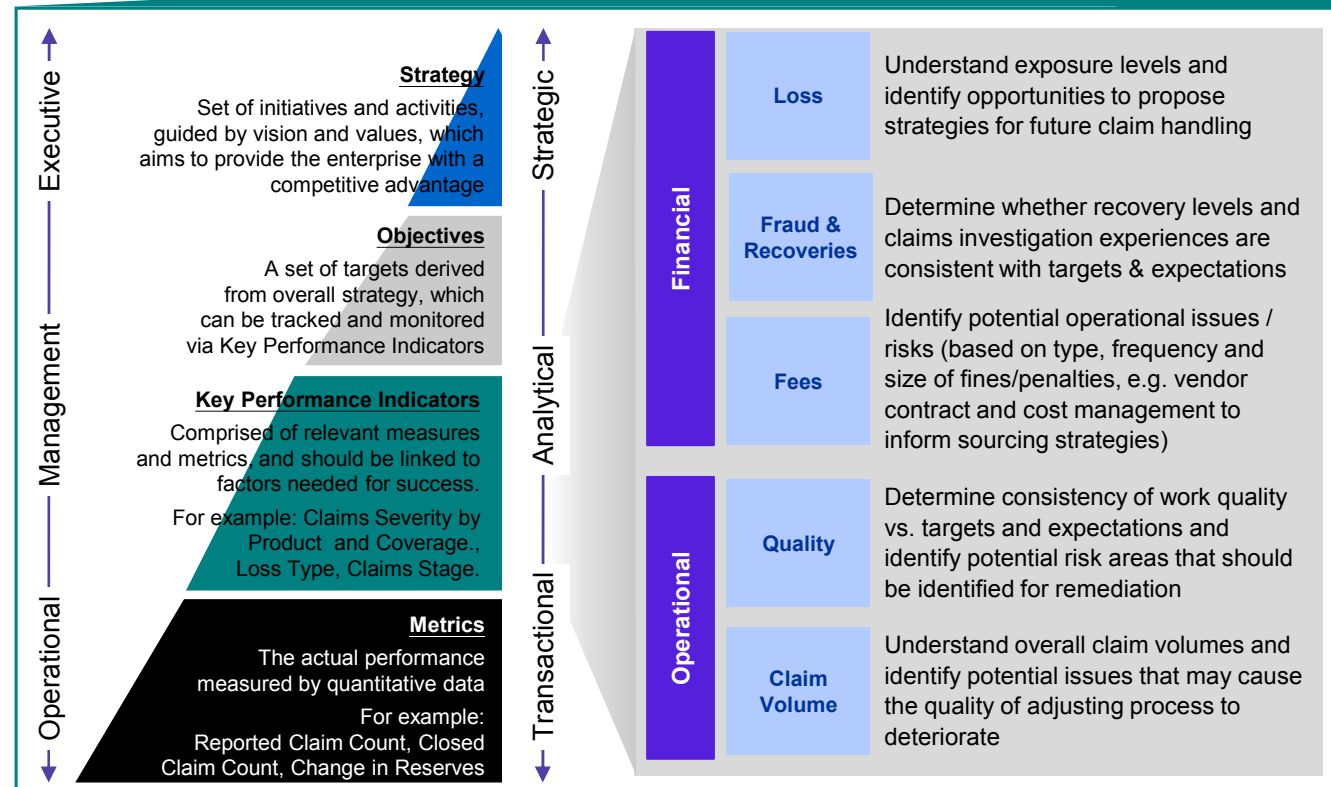 Executive
Management
Operational
Strategy
Set of initiatives and activities,
guided by vision and values, which
aims to provide the enterprise with a
competitive advantage
Objectives
A set of targets derived
from overall strategy, which
can be tracked and monitored
via Key Performance Indicators
Key Performance Indicators
Comprised of relevant measures
and metrics, and should be linked to
factors needed for success.
For example: Claims Severity by
Product and Coverage.,
Loss Type, Claims Stage.
Metrics
The actual performance
measured by quantitative data
For example:
Reported Claim Count, Closed
Claim Count, Change in Reserves
Strategic
Analytical
Transactional
Financial
Loss
Understand exposure levels and
identify opportunities to propose
strategies for future claim handling
Fraud &
Recoveries
Determine whether recovery levels and
claims investigation experiences are
consistent with targets & expectations
Fees
Identify potential operational issues /
risks (based on type, frequency and
size of fines/penalties, e.g. vendor
contract and cost management to
inform sourcing strategies)
Operational
Quality
Determine consistency of work quality
vs. targets and expectations and
identify potential risk areas that should
be identified for remediation
Claim
Volume
Understand overall claim volumes and
identify potential issues that may cause
the quality of adjusting process to
deteriorate